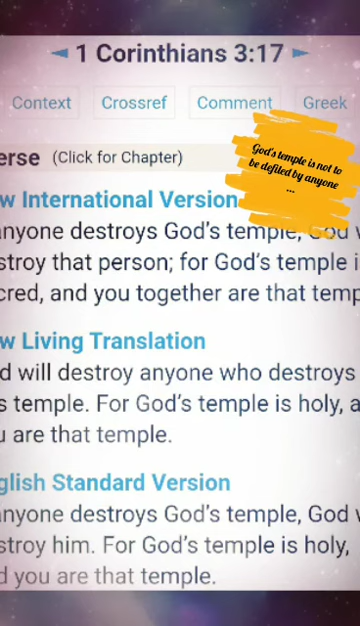 1 Corinthians 3:17
Context Crossref Comment Greek
erse (Click for Chapter)
God's temple is not to
be defiled by anyone
...
w International Version
anyone destroys God's temple, God w
stroy that person; for God's temple i
cred, and you together are that temp
w Living Translation
d will destroy anyone who destroys
s temple. For God's temple is holy, a
u are that temple.
glish Standard Version
anyone destroys God's temple, God w
stroy him. For God's temple is holy,
d you are that temple.